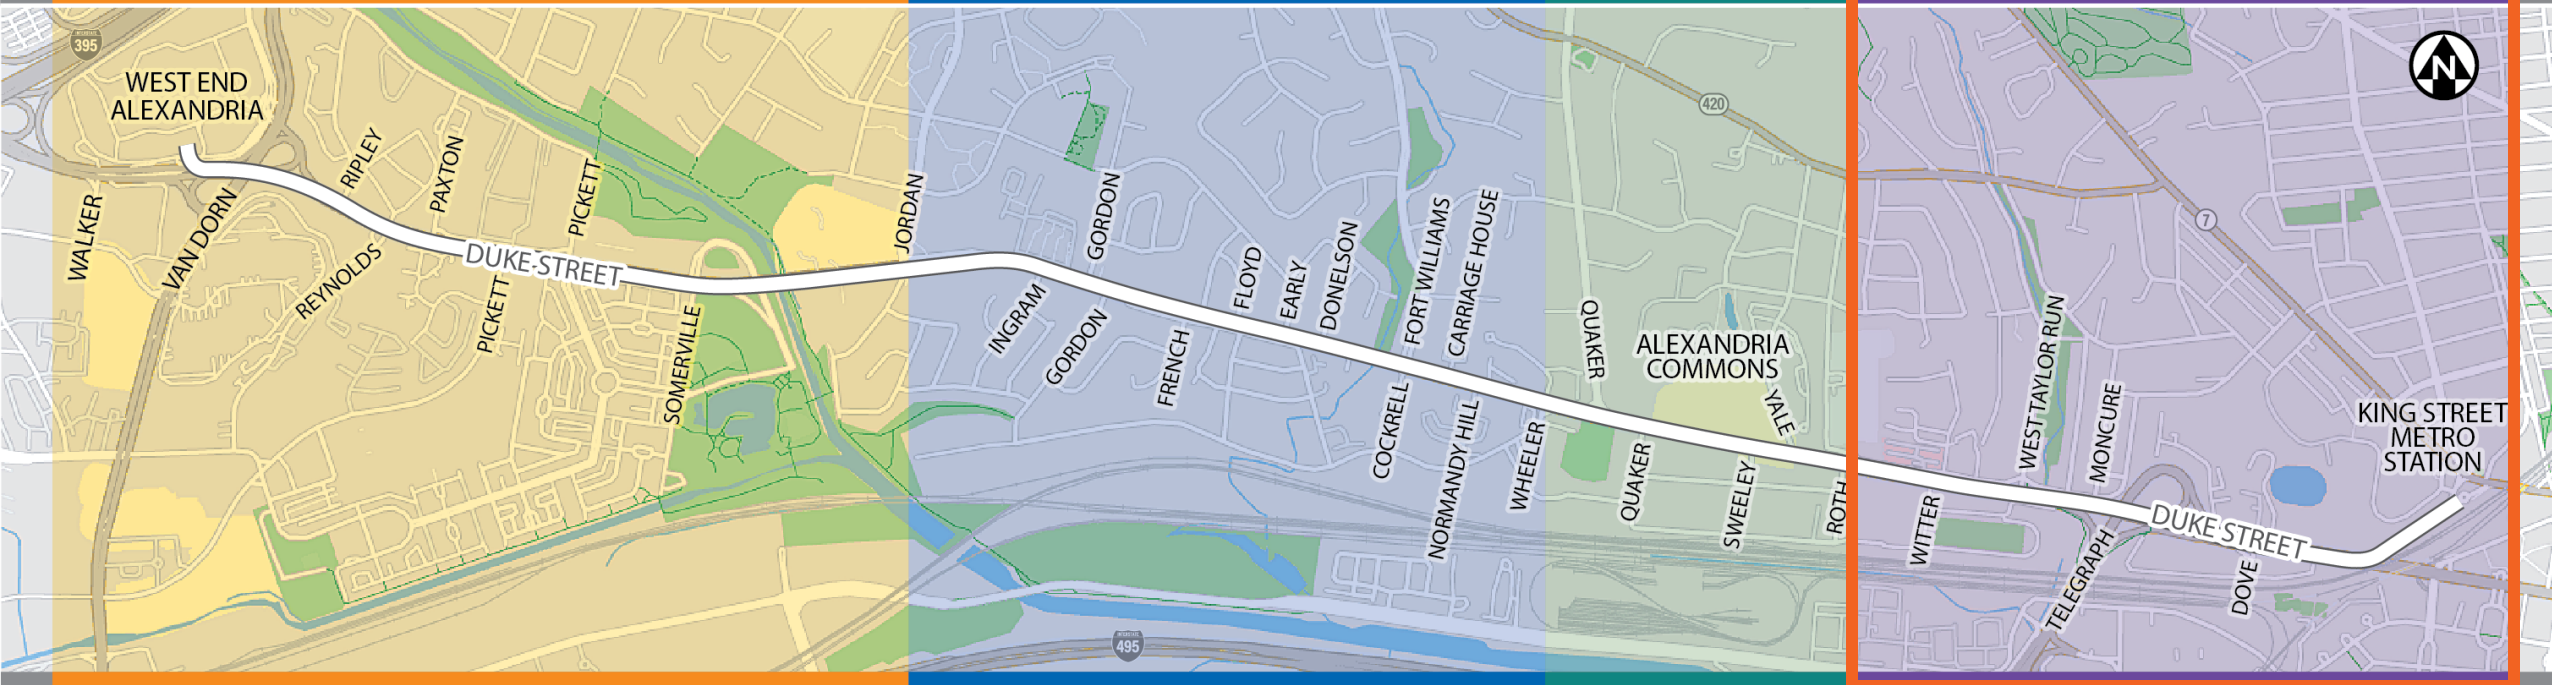 INTERSTATE
395
WEST END
ALEXANDRIA
WALKER
VAN DORN
RIPLEY
REYNOLDS
PAXTON
PICKETT
DUKE STREET
PICKETT
SOMERVILLE
JORDAN
INGRAM
GORDON
GORDON
FRENCH
FLOYD
EARLY
DONELSON
FORT WILLIAMS
CARRIAGE HOUSE
COCKRELL
NORMANDY HILL
WHEELER
INTERSTATE
495
420
QUAKER
ALEXANDRIA
COMMONS
YALE
QUAKER
SWEELEY
ROTH
N
7
WEST TAYLOR RUN
MONCURE
WITTER
TELEGRAPH
DUKE STREET
DOVE
KING STREET
METRO
STATION